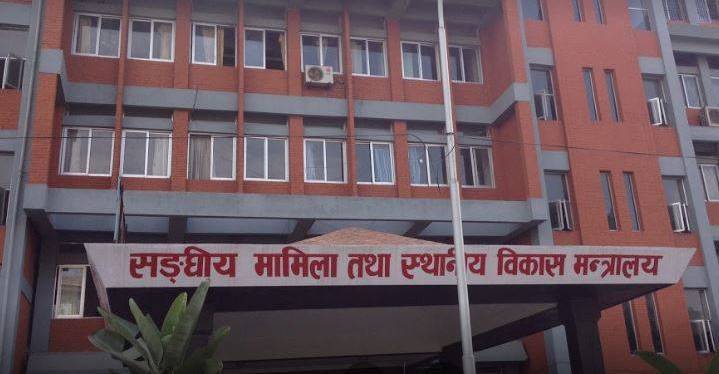 सङ्घीय मामिला तथा स्थानीय विकास मन्त्रालय